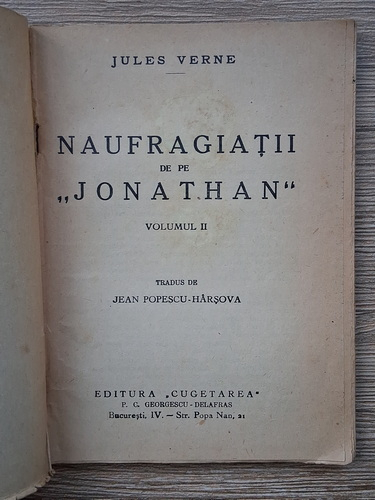 JULES VERNE
NAUFRAGIAȚII
DE PE
„JONATHAN“
VOLUMUL II
TRADUS DE
JEAN POPESCU-HÂRȘOVA
EDITURA „CUGETAREA“
P. C. GEORGESCU - DELAFRAS
București, IV. — Str. Popa Nan, 21